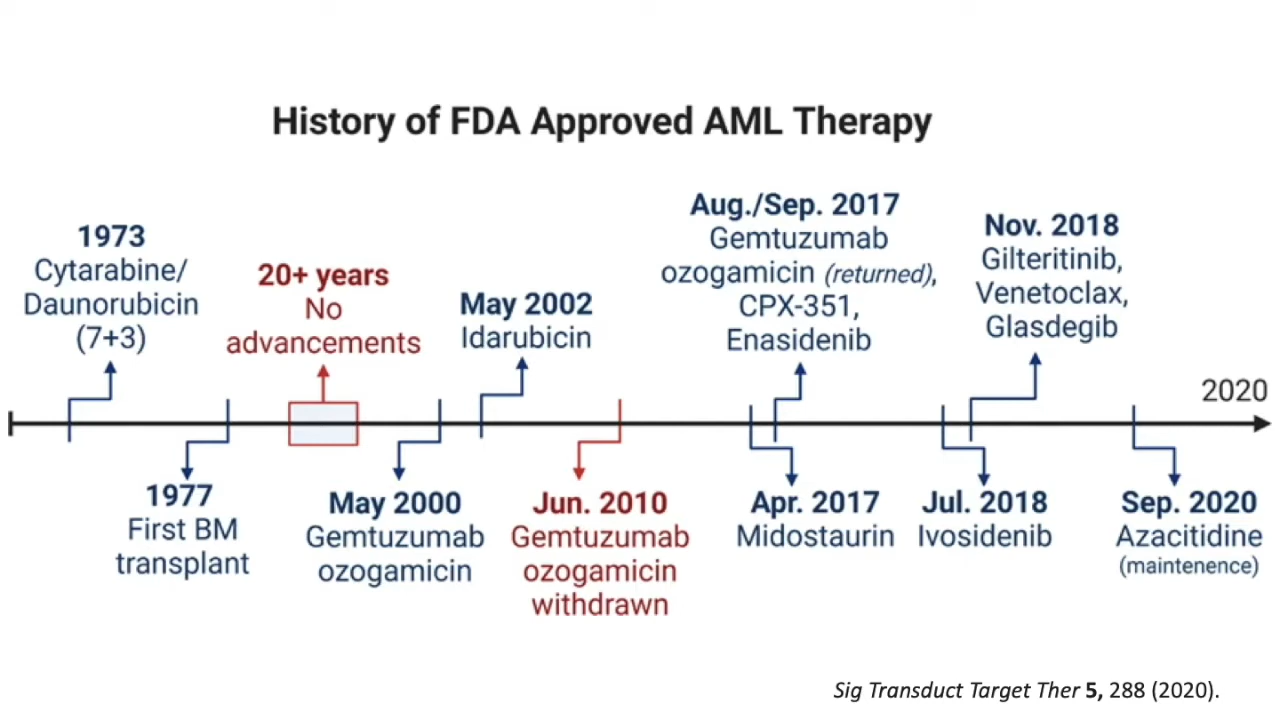 History of FDA Approved AML Therapy
1973
Cytarabine/
Daunorubicin
(7+3)
20+ years
No
advancements
May 2002
Idarubicin
Aug./Sep. 2017
Gemtuzumab
ozogamicin (returned),
CPX-351,
Enasidenib
Nov. 2018
Gilteritinib,
Venetoclax,
Glasdegib
2020
1977
First BM
transplant
May 2000
Gemtuzumab
ozogamicin
Jun. 2010
Gemtuzumab
ozogamicin
withdrawn
Apr. 2017
Midostaurin
Jul. 2018
Ivosidenib
Sep. 2020
Azacitidine
(maintenence)
Sig Transduct Target Ther 5, 288 (2020).